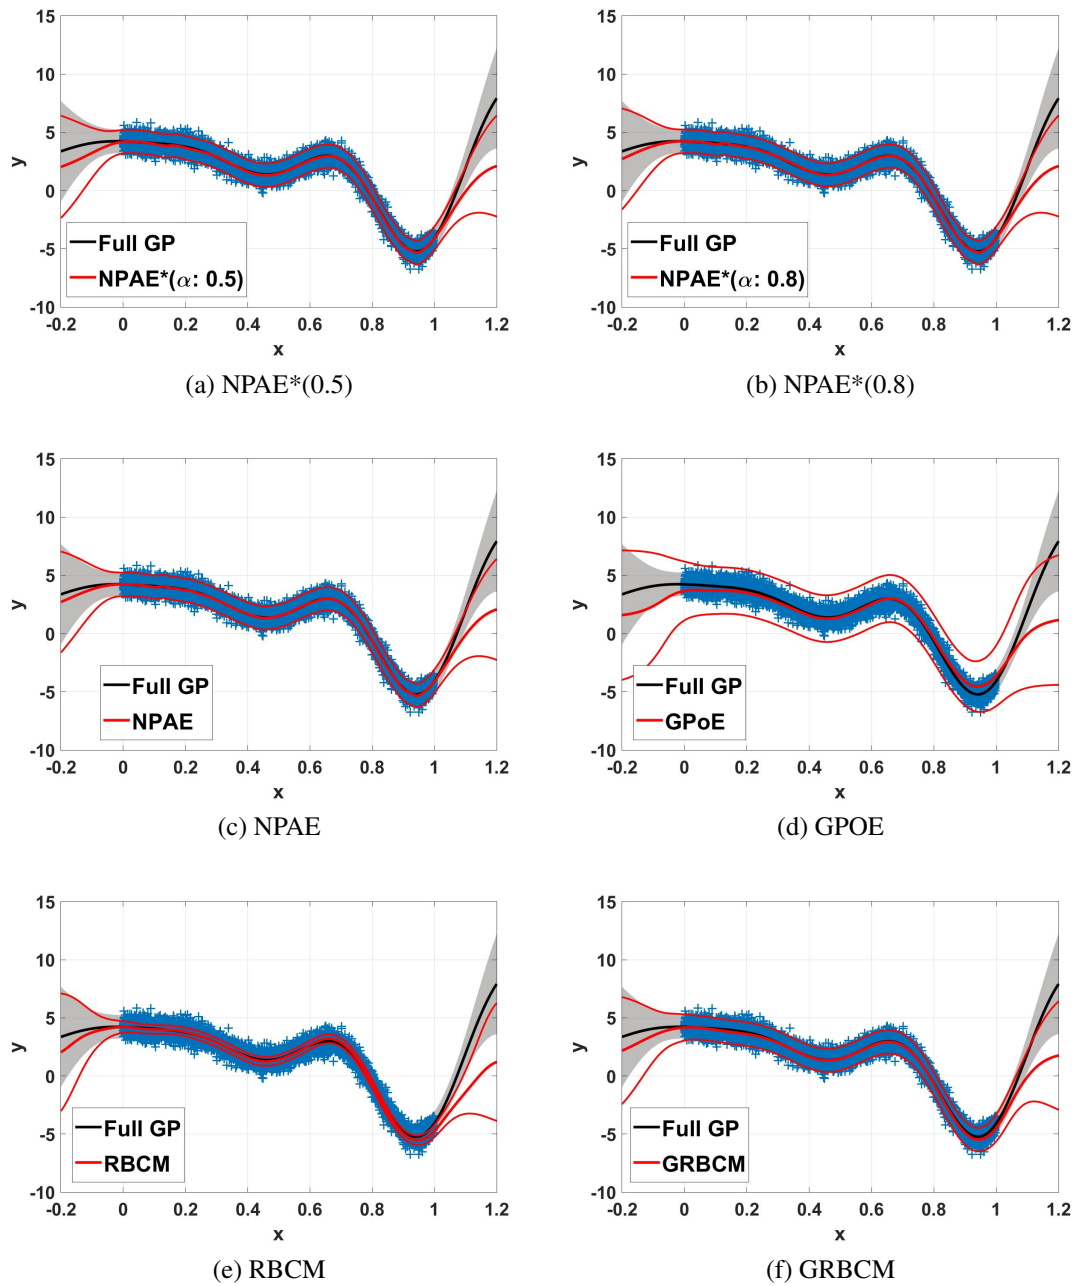 15
10
5
0
-5
-10
y
Full GP
NPAE*(α: 0.5)
-0.2 0 0.2 0.4 0.6 0.8 1 1.2
x
(a) NPAE*(0.5)
15
10
5
0
-5
-10
y
Full GP
NPAE*(α: 0.8)
-0.2 0 0.2 0.4 0.6 0.8 1 1.2
x
(b) NPAE*(0.8)
15
10
5
0
-5
-10
y
Full GP
NPAE
-0.2 0 0.2 0.4 0.6 0.8 1 1.2
x
(c) NPAE
15
10
5
0
-5
-10
y
Full GP
GPoE
-0.2 0 0.2 0.4 0.6 0.8 1 1.2
x
(d) GPOE
15
10
5
0
-5
-10
y
Full GP
RBCM
-0.2 0 0.2 0.4 0.6 0.8 1 1.2
x
(e) RBCM
15
10
5
0
-5
-10
y
Full GP
GRBCM
-0.2 0 0.2 0.4 0.6 0.8 1 1.2
x
(f) GRBCM